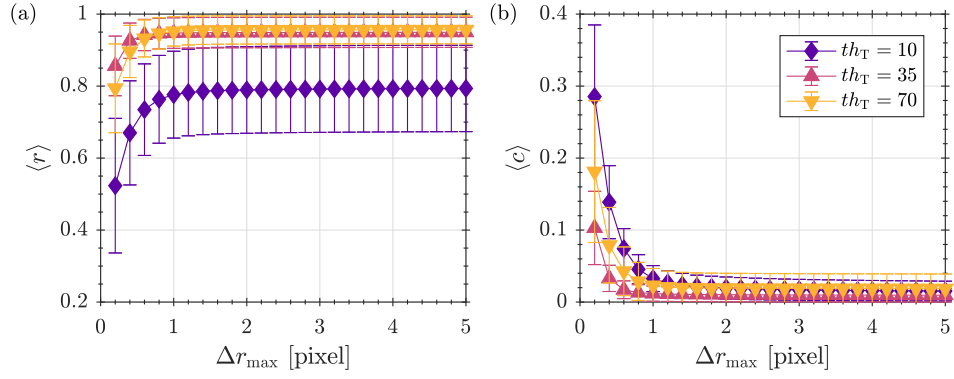 (a)
1
0.8
0.6
0.4
0.2
⟨r⟩
0 1 2 3 4 5
Δr_max [pixel]
(b)
0.4
0.3
0.2
0.1
0
⟨c⟩
th_T = 10
th_T = 35
th_T = 70
0 1 2 3 4 5
Δr_max [pixel]